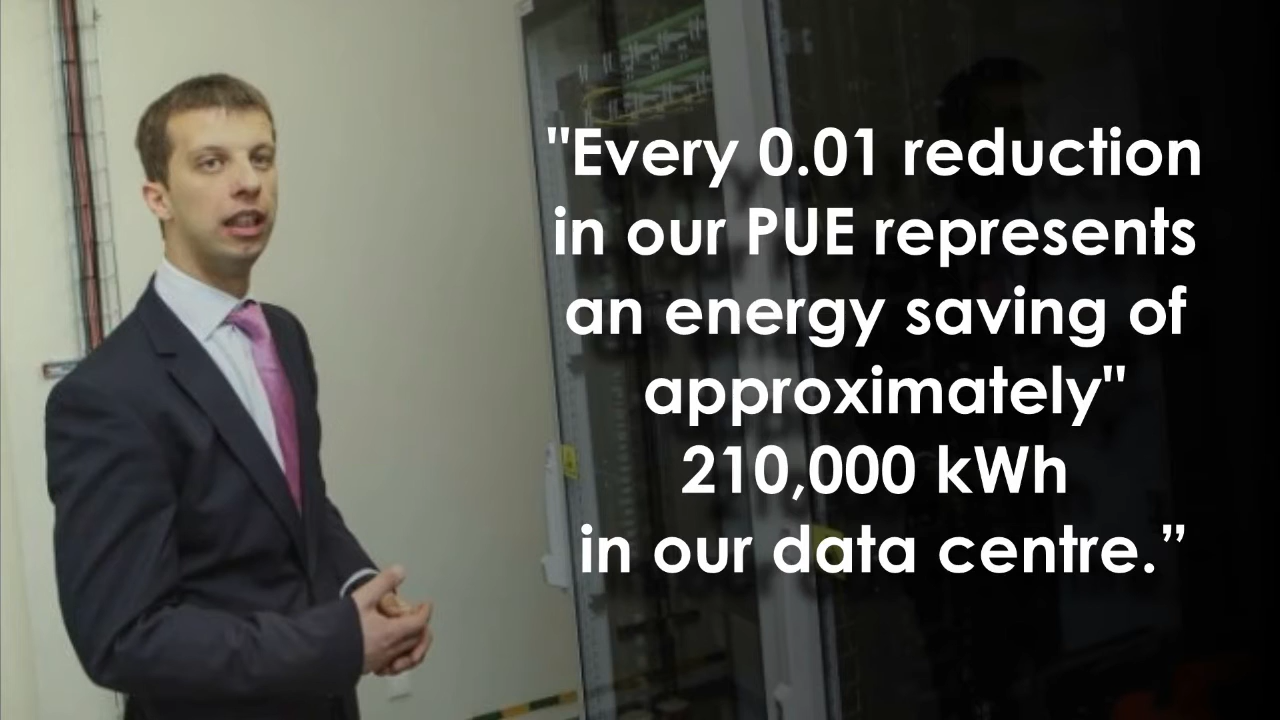 "Every 0.01 reduction
in our PUE represents
an energy saving of
approximately"
210,000 kWh
in our data centre.”